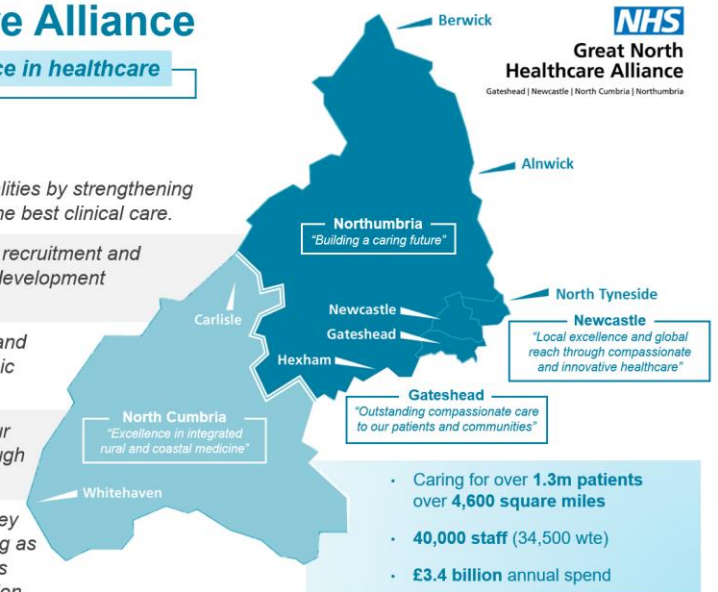 e Alliance
ce in healthcare
NHS
Great North
Healthcare Alliance
Gateshead | Newcastle | North Cumbria | Northumbria
alities by strengthening
he best clinical care.
recruitment and
development
and
ic
ur
ugh
ey
g as
s
ion
Berwick
Alnwick
Northumbria
"Building a caring future"
North Tyneside
Newcastle
Gateshead
Hexham
Carlisle
Newcastle
"Local excellence and global
reach through compassionate
and innovative healthcare"
Gateshead
"Outstanding compassionate care
to our patients and communities"
North Cumbria
"Excellence in integrated
rural and coastal medicine"
Whitehaven
· Caring for over 1.3m patients
over 4,600 square miles
· 40,000 staff (34,500 wte)
· £3.4 billion annual spend